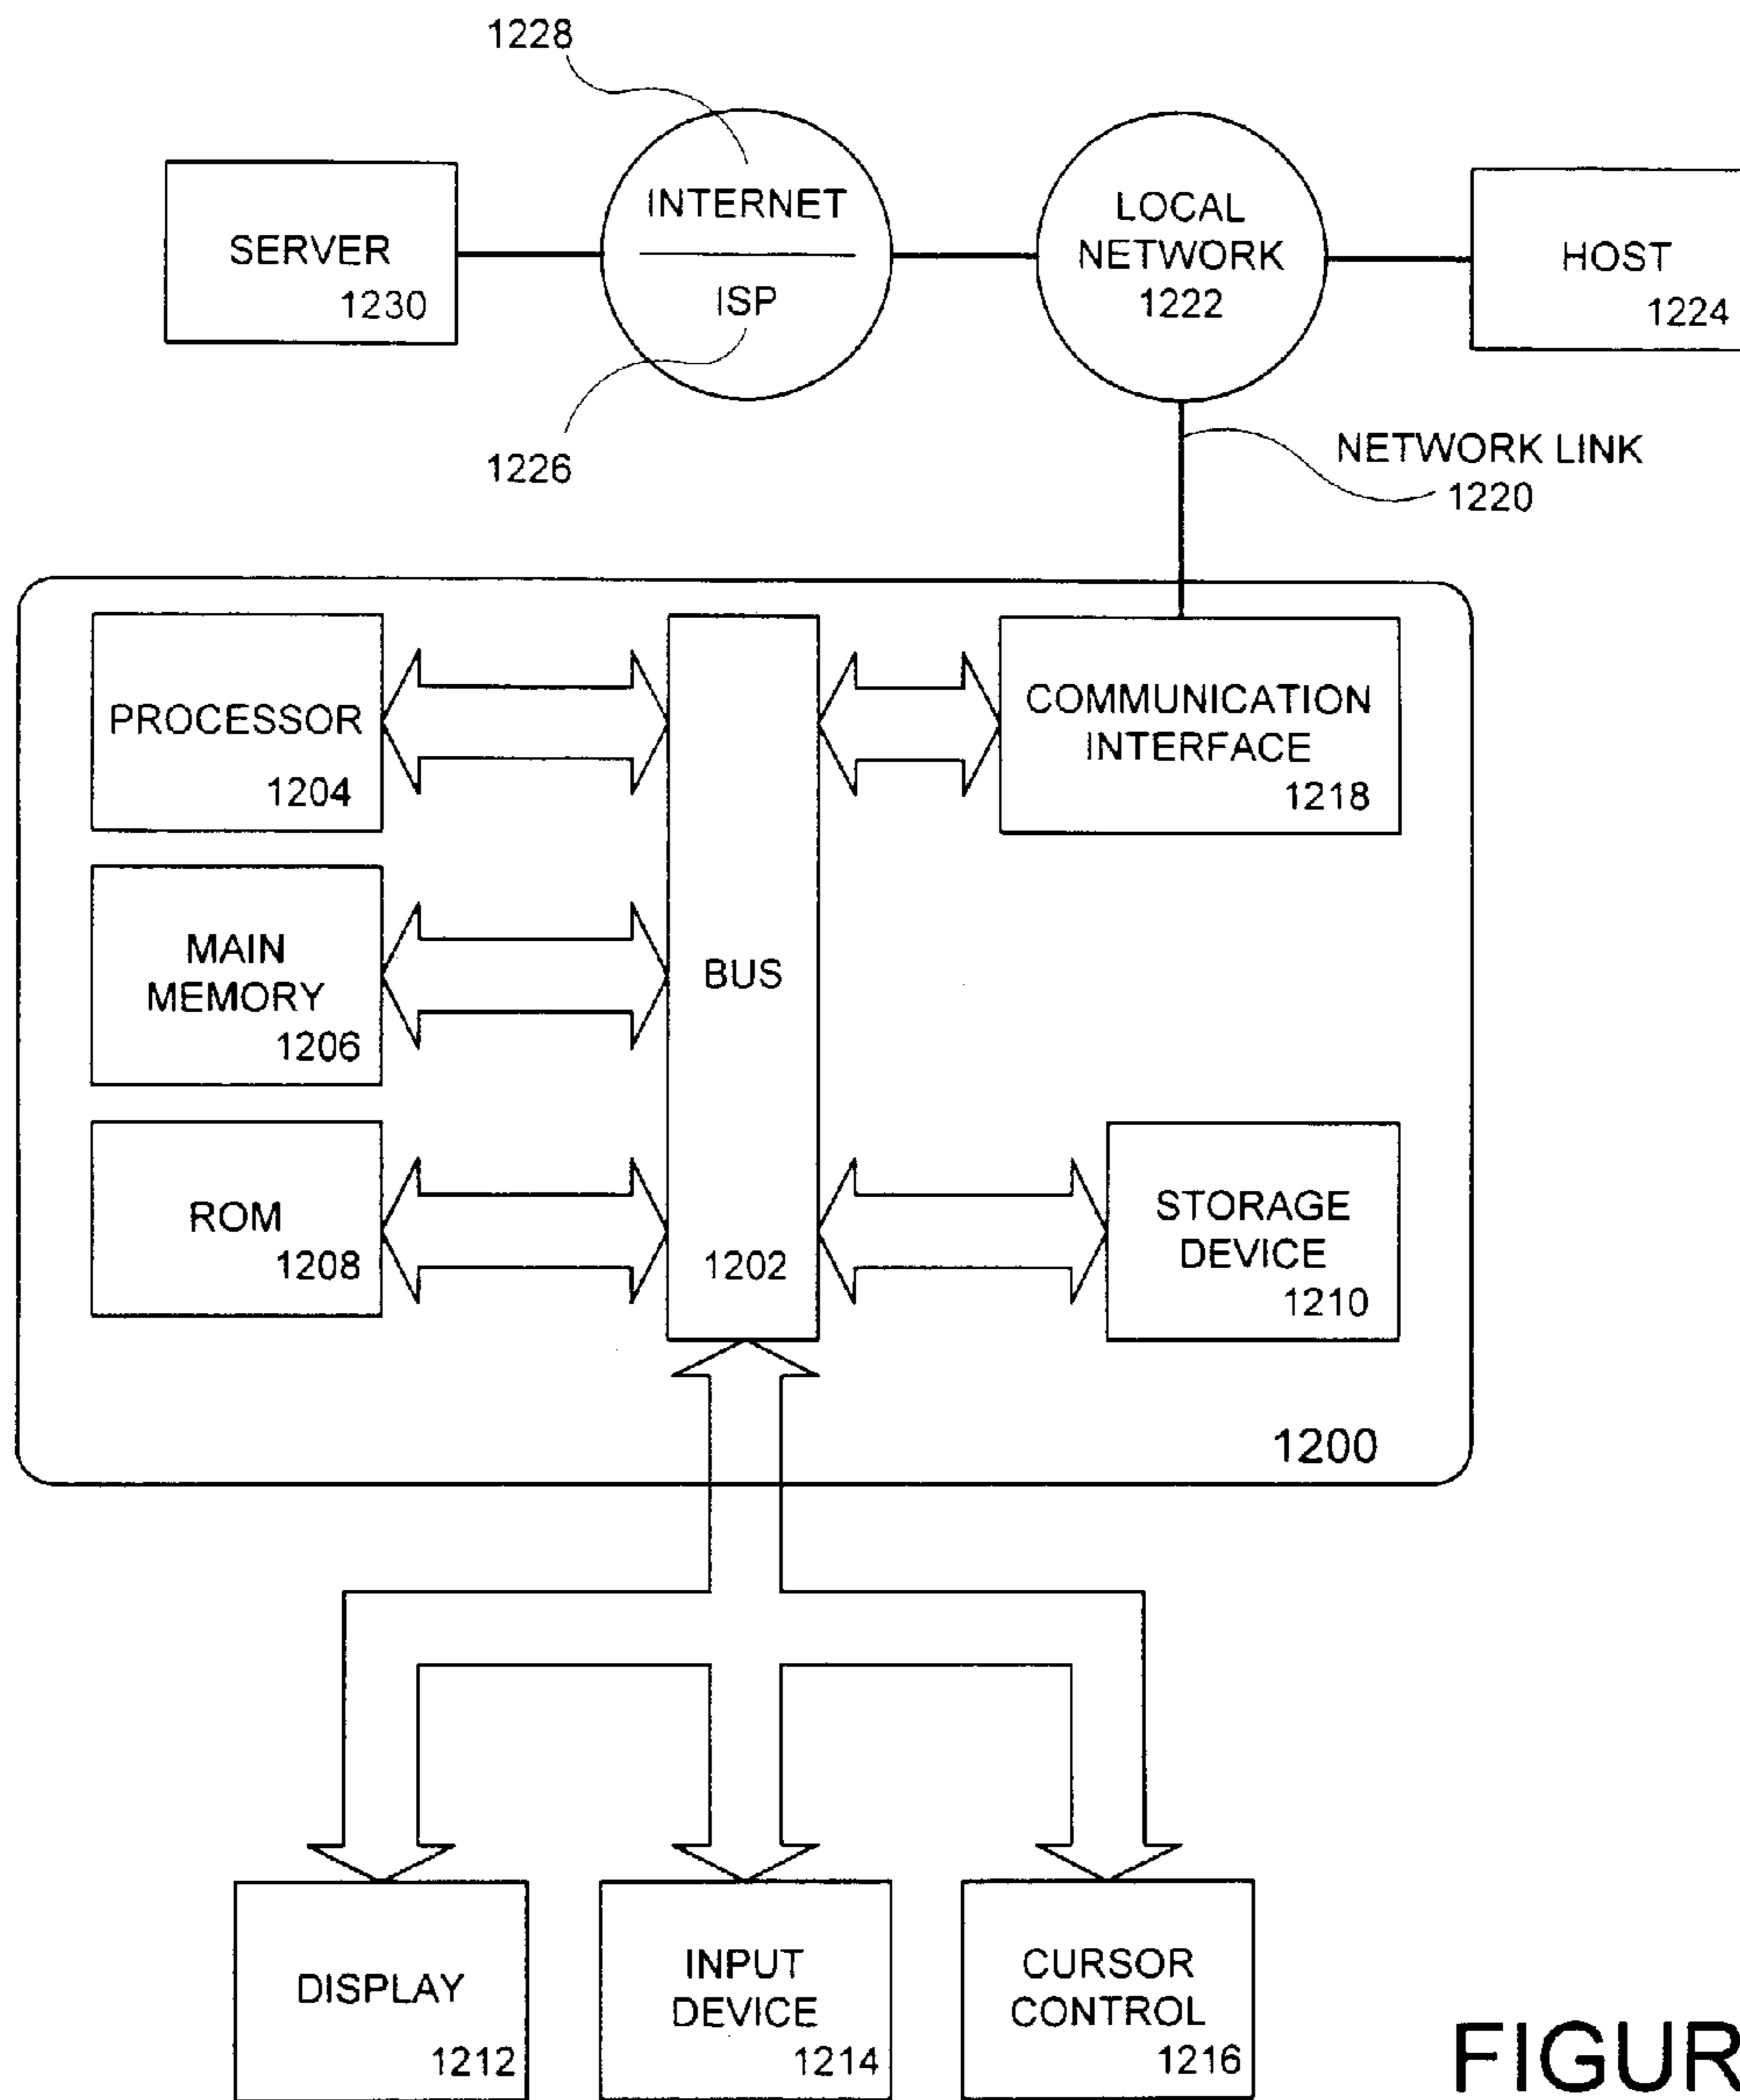 1228
SERVER
1230
INTERNET
ISP
1226
LOCAL
NETWORK
1222
HOST
1224
NETWORK LINK
1220
PROCESSOR
1204
BUS
1202
COMMUNICATION
INTERFACE
1218
MAIN
MEMORY
1206
ROM
1208
STORAGE
DEVICE
1210
1200
DISPLAY
1212
INPUT
DEVICE
1214
CURSOR
CONTROL
1216
FIGUR